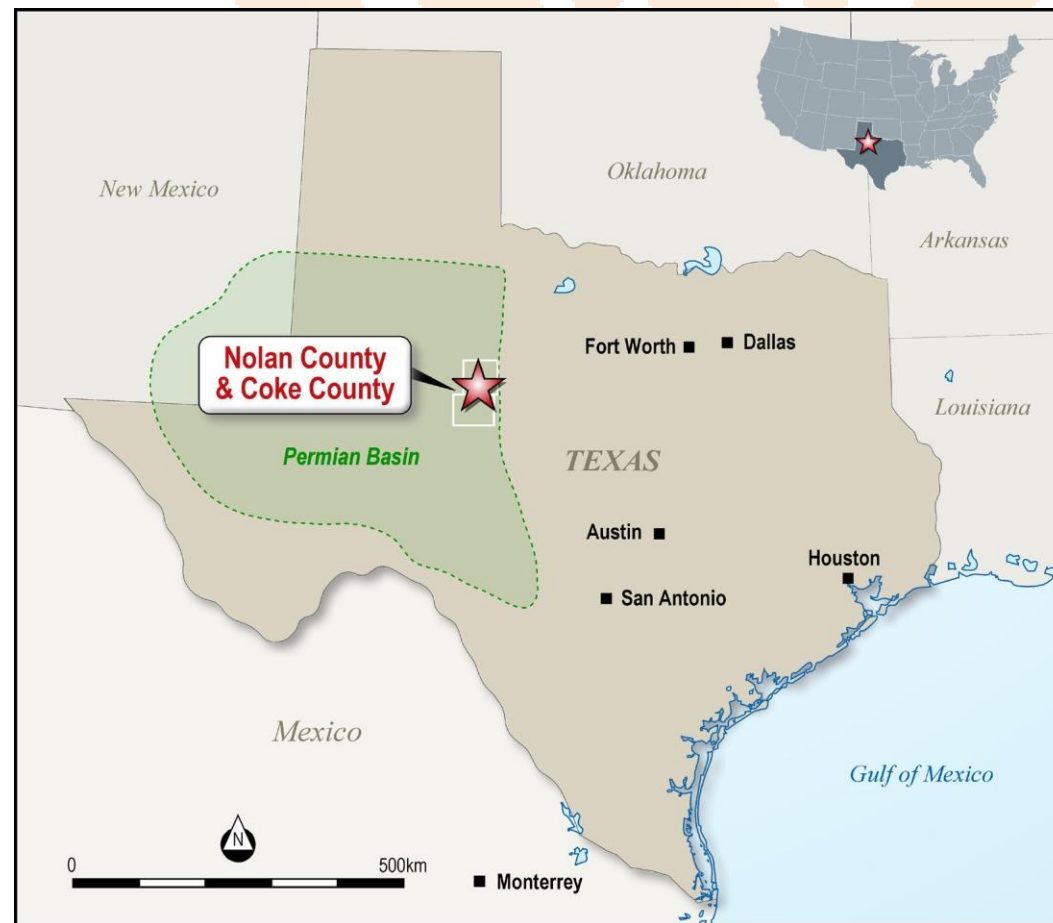 Oklahoma
New Mexico
Arkansas
Fort Worth
Dallas
Nolan County
& Coke County
Louisiana
Permian Basin
TEXAS
Austin
Houston
San Antonio
Mexico
Gulf of Mexico
N
0
500km
Monterrey